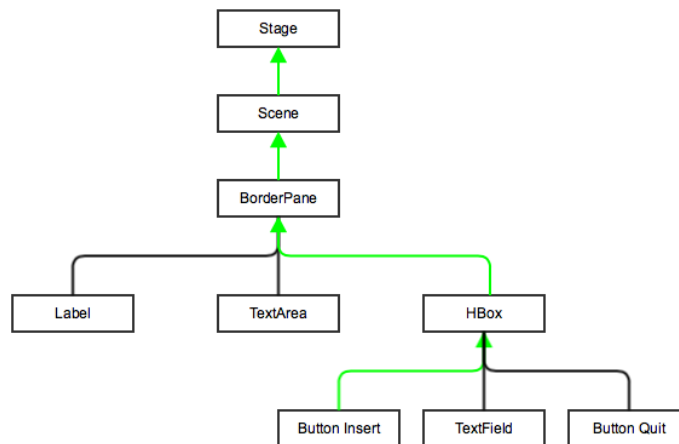 Stage
Scene
BorderPane
Label
TextArea
HBox
Button Insert
TextField
Button Quit